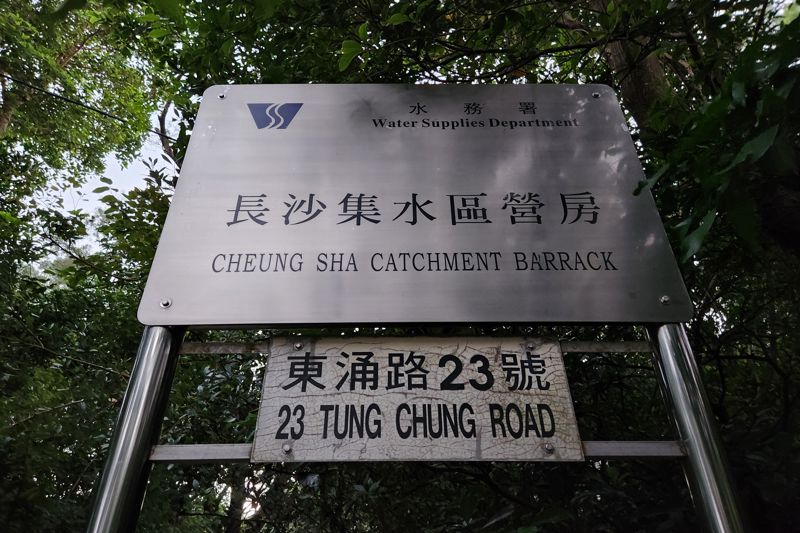 水務署
Water Supplies Department
長沙集水區營房
CHEUNG SHA CATCHMENT BARRACK
東涌路23號
23 TUNG CHUNG ROAD